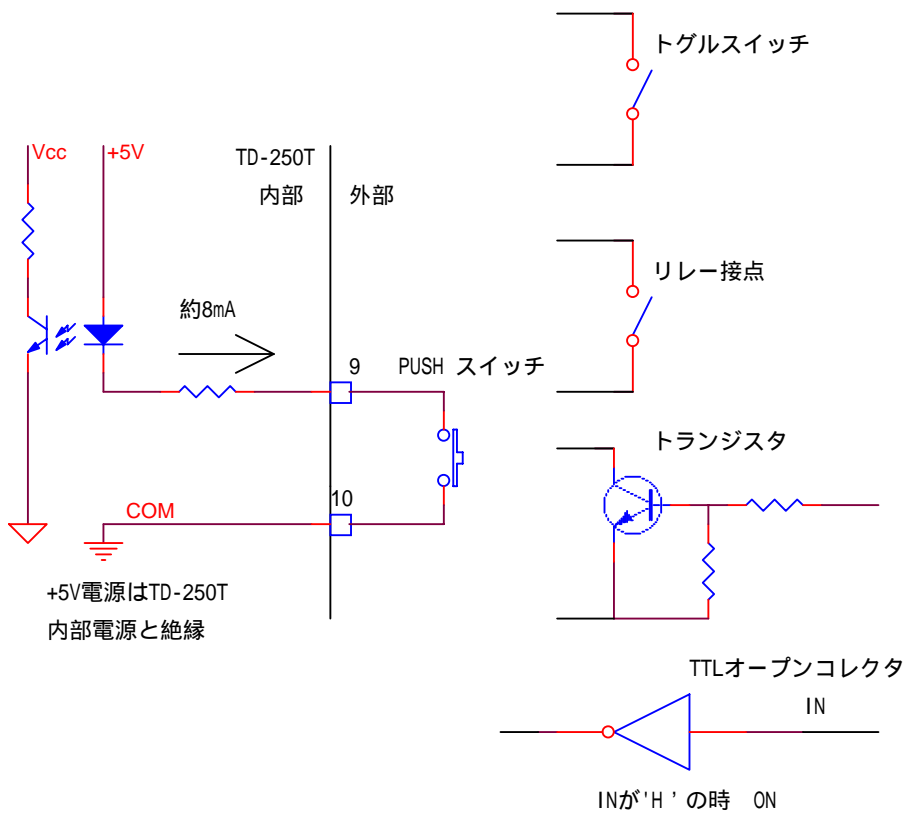 トグルスイッチ
Vcc
+5V
TD-250T
内部
外部
リレー接点
約8mA
9
PUSH スイッチ
トランジスタ
10
COM
+5V電源はTD-250T
内部電源と絶縁
TTLオープンコレクタ
IN
INが'H'の時 ON